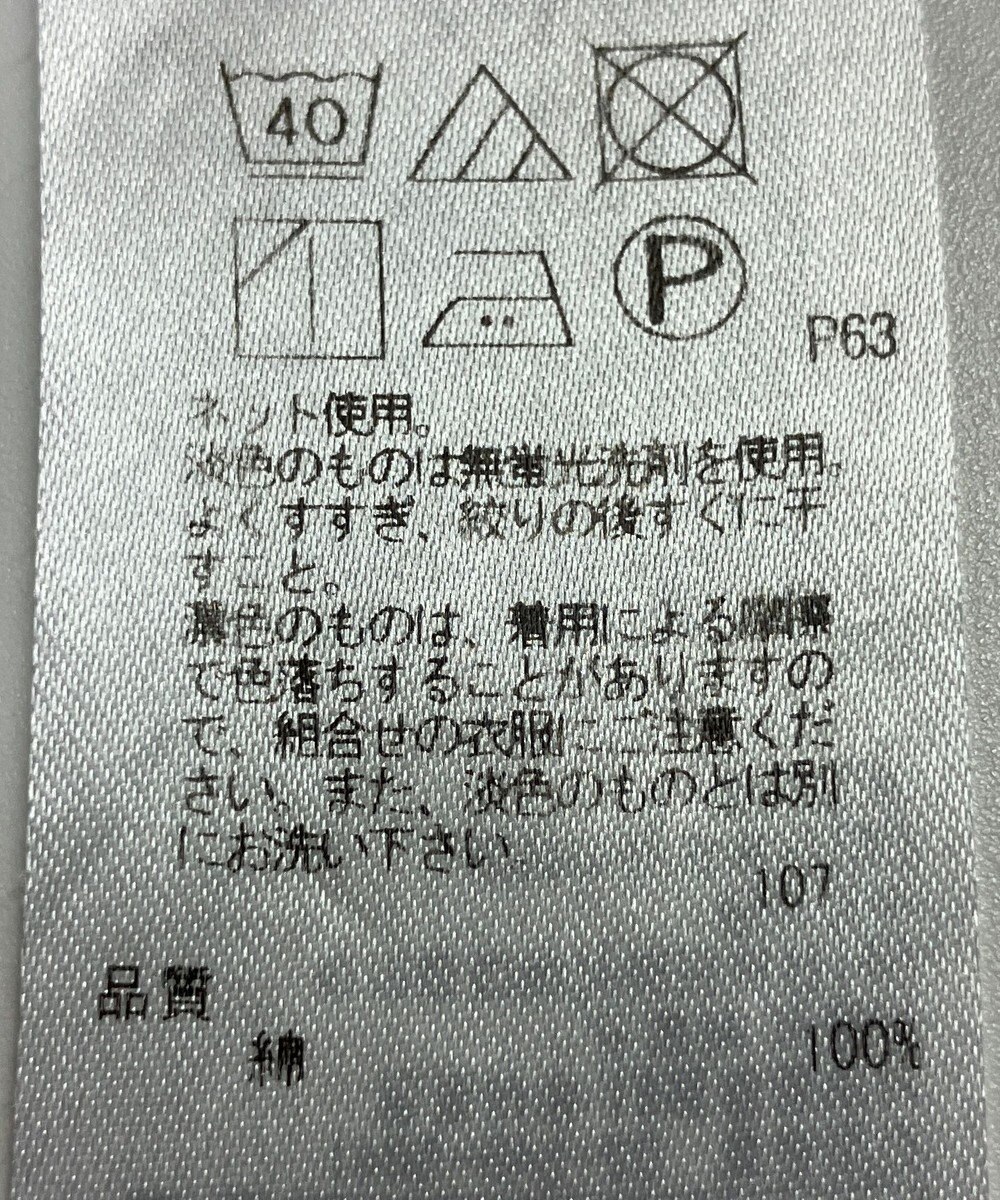 40
P
P63
ネット使用。
淡色のものは無蛍光洗剤を使用。
よくすすぎ、絞りの後すぐに干
すこと。
濃色のものは、着用による摩擦
で色落ちすることがありますの
で、組合せの衣服にご注意くだ
さい。また、淡色のものとは別
にお洗い下さい。
107
品質
綿 100%